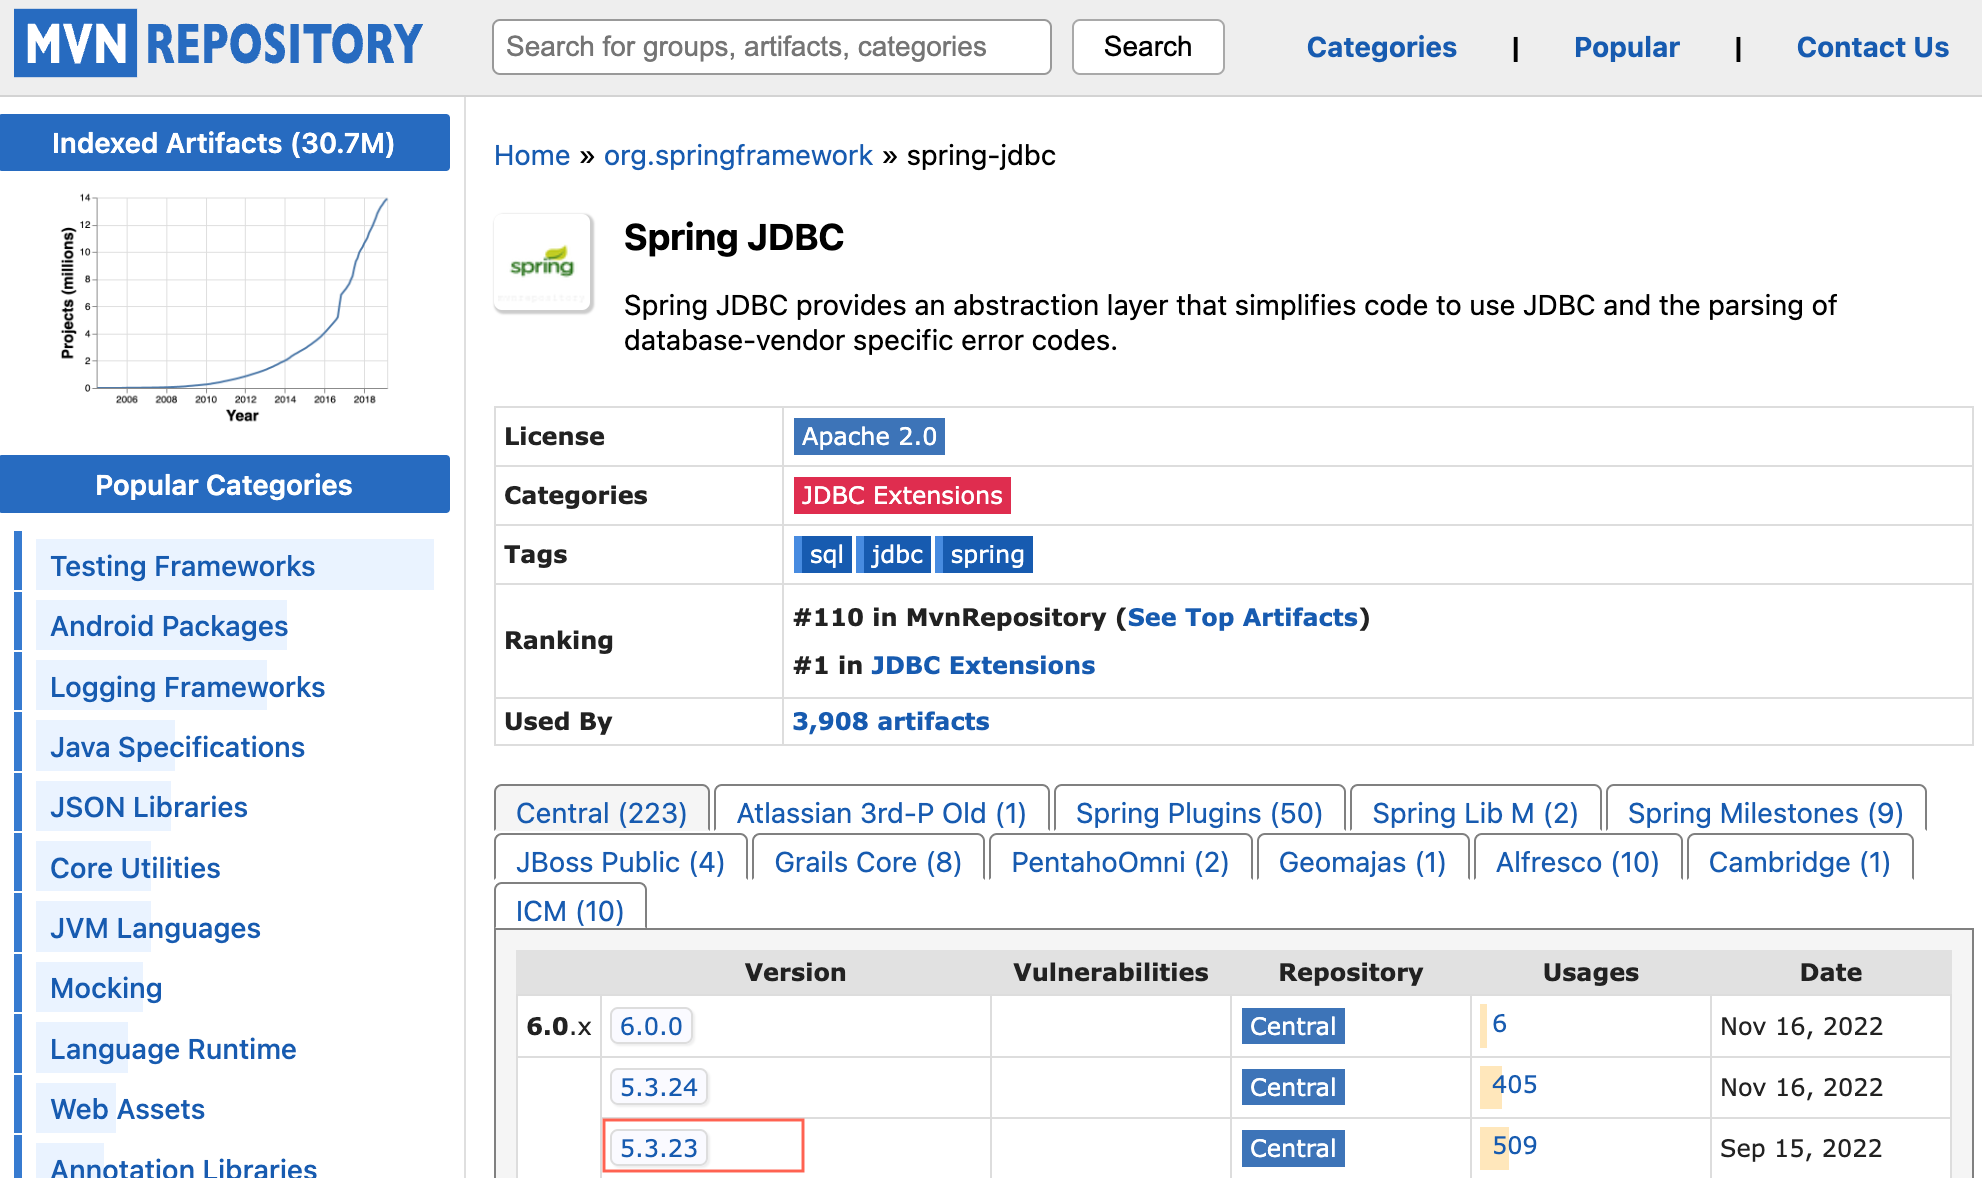 MVN REPOSITORY
Search for groups, artifacts, categories
Search
Categories | Popular | Contact Us
Indexed Artifacts (30.7M)
Projects (millions)
14
12
10
8
6
4
2
0
2006 2008 2010 2012 2014 2016 2018
Year
Popular Categories
Testing Frameworks
Android Packages
Logging Frameworks
Java Specifications
JSON Libraries
Core Utilities
JVM Languages
Mocking
Language Runtime
Web Assets
Annotation Libraries
Home » org.springframework » spring-jdbc
spring
Spring JDBC
Spring JDBC provides an abstraction layer that simplifies code to use JDBC and the parsing of
database-vendor specific error codes.
License Apache 2.0
Categories JDBC Extensions
Tags sql jdbc spring
Ranking
#110 in MvnRepository (See Top Artifacts)
#1 in JDBC Extensions
Used By 3,908 artifacts
Central (223) Atlassian 3rd-P Old (1) Spring Plugins (50) Spring Lib M (2) Spring Milestones (9)
JBoss Public (4) Grails Core (8) PentahoOmni (2) Geomajas (1) Alfresco (10) Cambridge (1)
ICM (10)
Version Vulnerabilities Repository Usages Date
6.0.x 6.0.0 Central 6 Nov 16, 2022
5.3.24 Central 405 Nov 16, 2022
5.3.23 Central 509 Sep 15, 2022